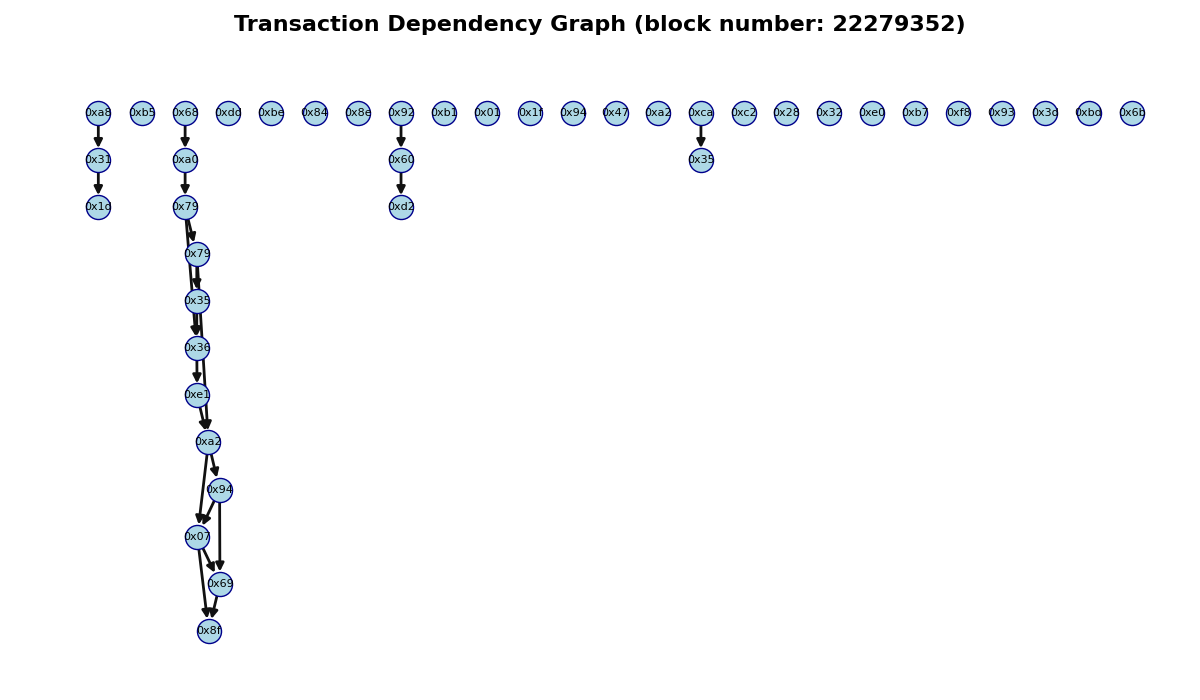 Transaction Dependency Graph (block number: 22279352)
0xa8 0xb5 0x68 0xdd 0xbe 0x84 0x8e 0x92 0xb1 0x01 0x1f 0x94 0x47 0xa2 0xca 0xc2 0x28 0x32 0xe0 0xb7 0xf8 0x93 0x3d 0xbd 0x6b
0x31 0xa0 0x60 0x35
0x1d 0x79 0xd2
0x79
0x35
0x36
0xe1
0xa2
0x94
0x07
0x69
0x8f